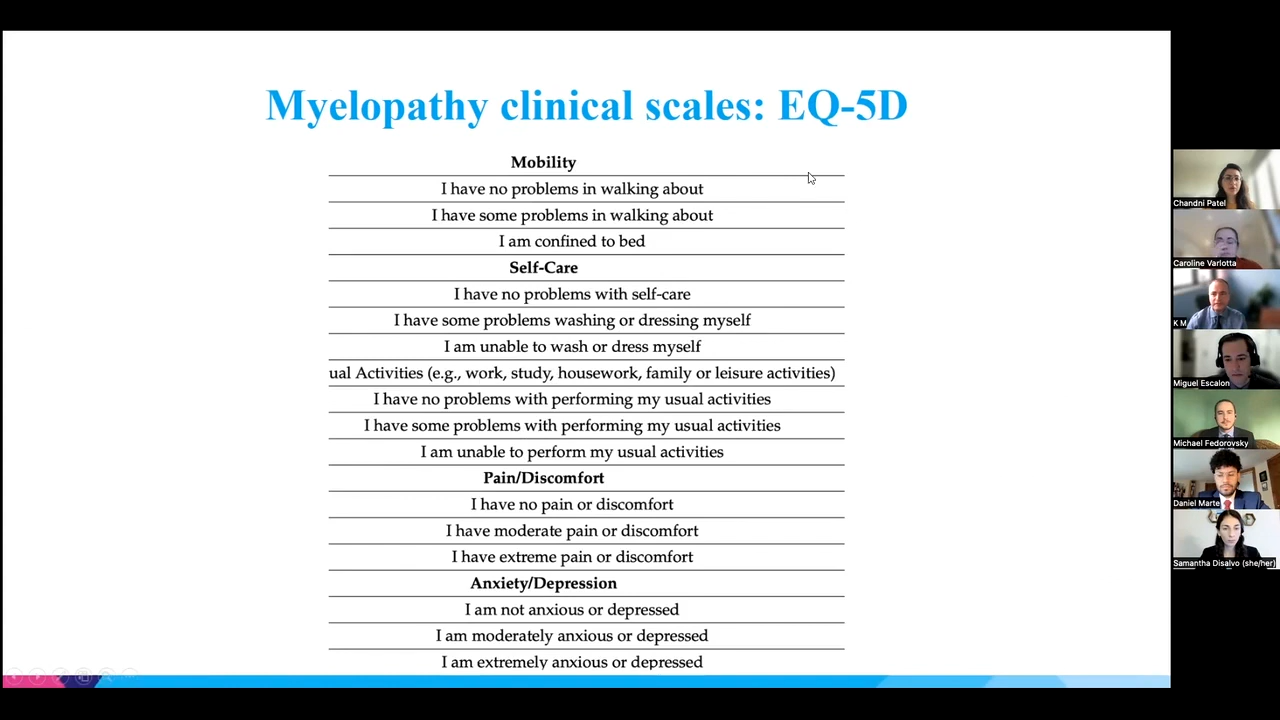 Myelopathy clinical scales: EQ-5D
Mobility
I have no problems in walking about
I have some problems in walking about
I am confined to bed
Self-Care
I have no problems with self-care
I have some problems washing or dressing myself
I am unable to wash or dress myself
ual Activities (e.g., work, study, housework, family or leisure activities)
I have no problems with performing my usual activities
I have some problems with performing my usual activities
I am unable to perform my usual activities
Pain/Discomfort
I have no pain or discomfort
I have moderate pain or discomfort
I have extreme pain or discomfort
Anxiety/Depression
I am not anxious or depressed
I am moderately anxious or depressed
I am extremely anxious or depressed
Chandni Patel
Caroline Varlotta
K M
Miguel Escalon
Michael Fedorovsky
Daniel Marte
Samantha Disalvo (she/her)